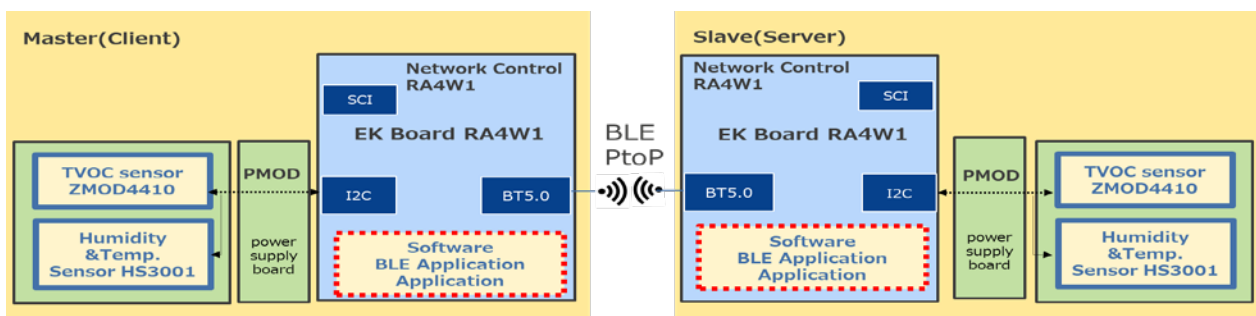 Master(Client)
Network Control
RA4W1
SCI
EK Board RA4W1
TVOC sensor
ZMOD4410
Humidity
&Temp.
Sensor HS3001
PMOD
power
supply
board
I2C
BT5.0
Software
BLE Application
Application
BLE
PtoP
Slave(Server)
Network Control
RA4W1
SCI
EK Board RA4W1
BT5.0
I2C
Software
BLE Application
Application
PMOD
power
supply
board
TVOC sensor
ZMOD4410
Humidity
&Temp.
Sensor HS3001